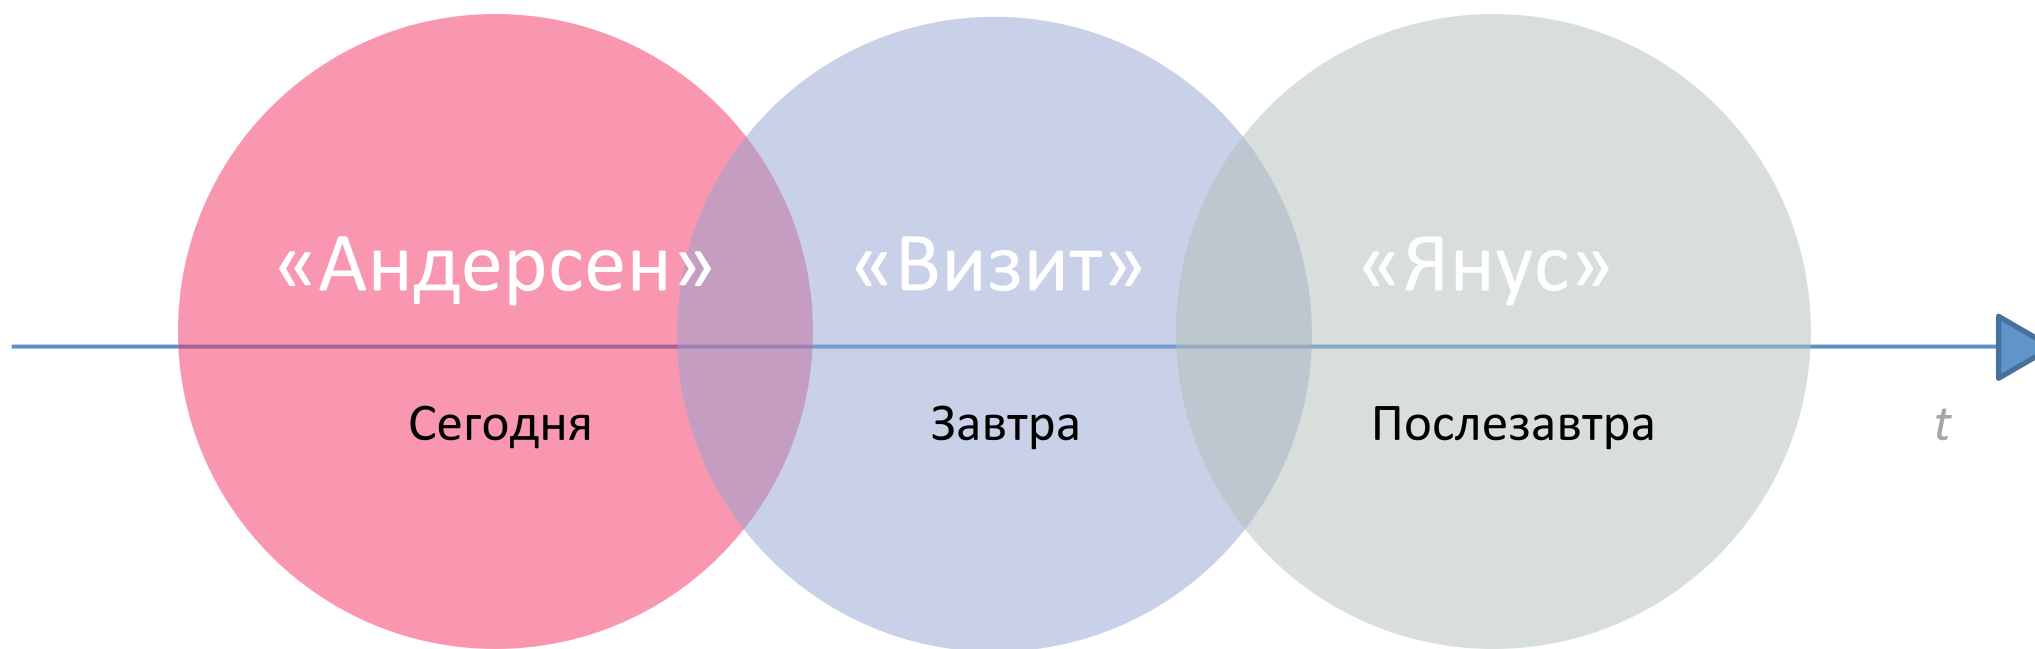 «Андерсен» «Визит» «Янус»
Сегодня Завтра Послезавтра t